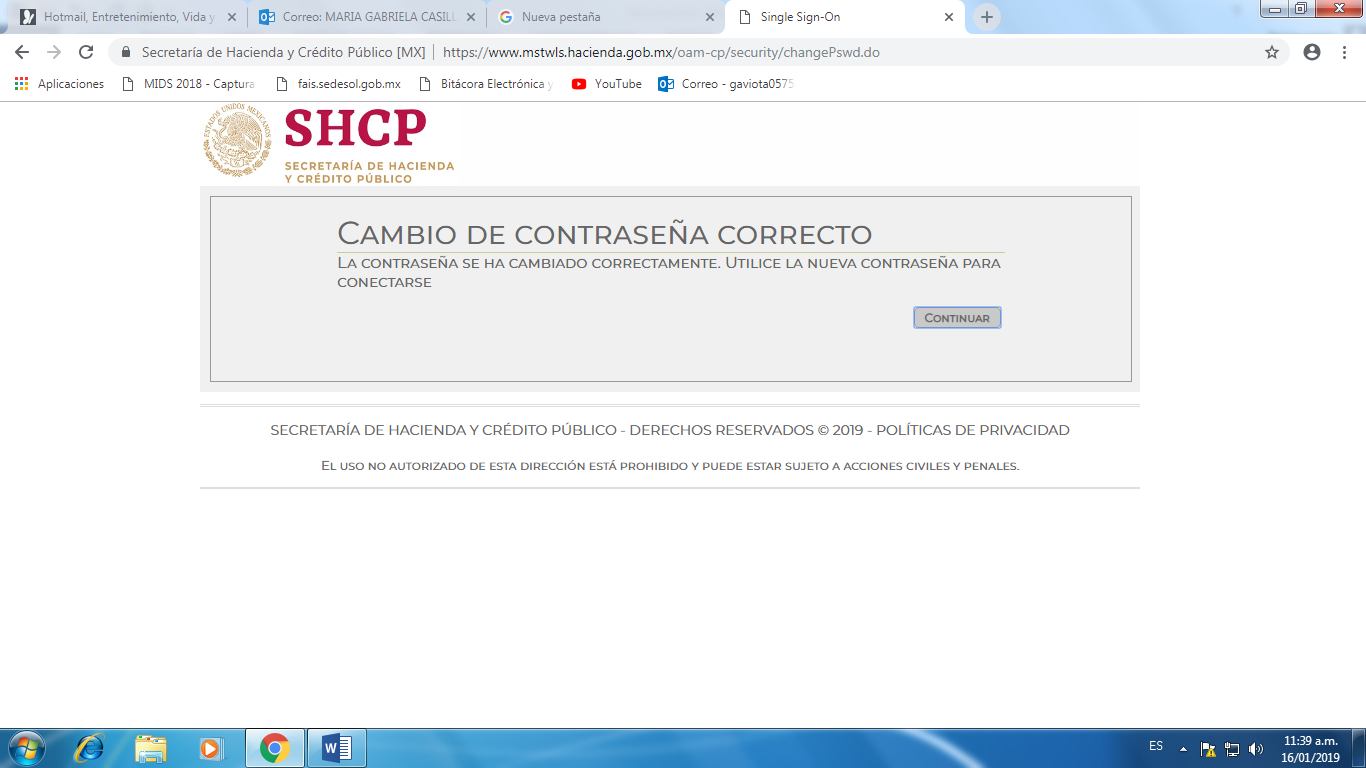 Hotmail, Entretenimiento, Vida y
Correo: MARIA GABRIELA CASILL
Nueva pestaña
Single Sign-On
Secretaría de Hacienda y Crédito Público [MX]
https://www.mstwls.hacienda.gob.mx/oam-cp/security/changePswd.do
Aplicaciones
MIDS 2018 - Captura
fais.sedesol.gob.mx
Bitácora Electrónica y
YouTube
Correo - gaviota0575
ESTADOS UNIDOS MEXICANOS
SHCP
SECRETARÍA DE HACIENDA
Y CRÉDITO PÚBLICO
Cambio de contraseña correcto
La contraseña se ha cambiado correctamente. Utilice la nueva contraseña para
conectarse
Continuar
SECRETARÍA DE HACIENDA Y CRÉDITO PÚBLICO - DERECHOS RESERVADOS © 2019 - POLÍTICAS DE PRIVACIDAD
El uso no autorizado de esta dirección está prohibido y puede estar sujeto a acciones civiles y penales.
ES
11:39 a.m.
16/01/2019